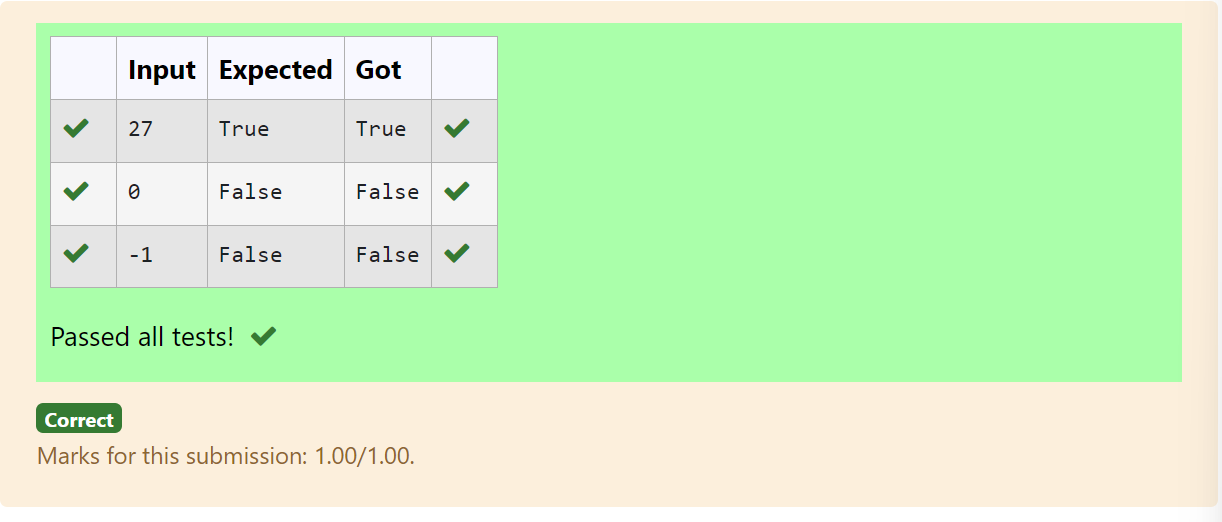 Input Expected Got
27 True True
0 False False
-1 False False
Passed all tests!
Correct
Marks for this submission: 1.00/1.00.